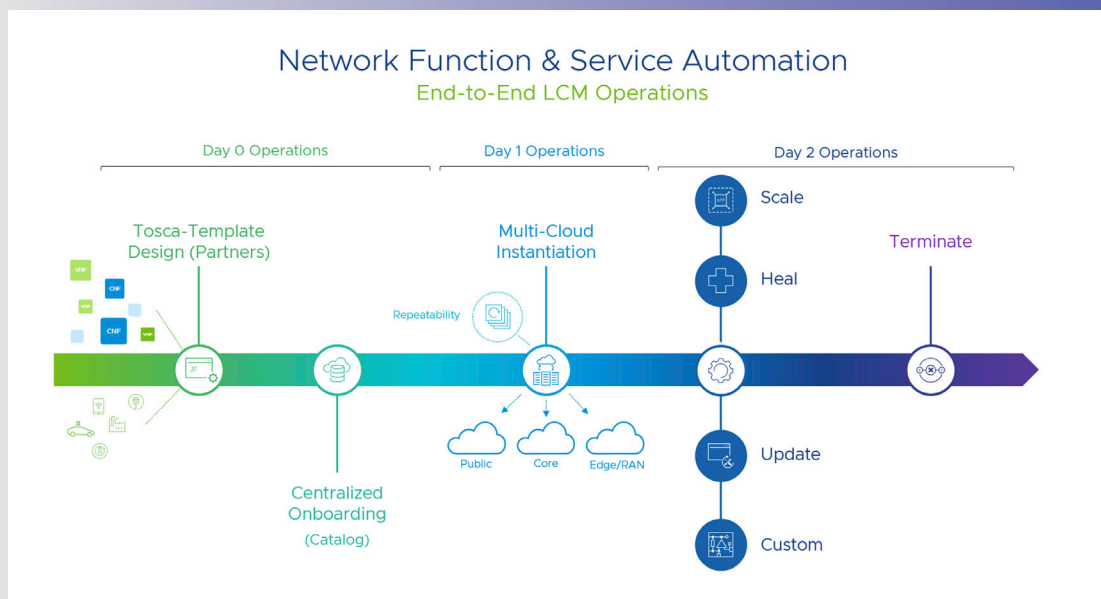 Network Function & Service Automation
End-to-End LCM Operations
Day 0 Operations
Day 1 Operations
Day 2 Operations
Tosca-Template
Design (Partners)
VNF
CNF
VNF
CNF
VNF
Centralized
Onboarding
(Catalog)
Multi-Cloud
Instantiation
Repeatability
Public
Core
Edge/RAN
APP
Scale
Heal
Update
Custom
Terminate